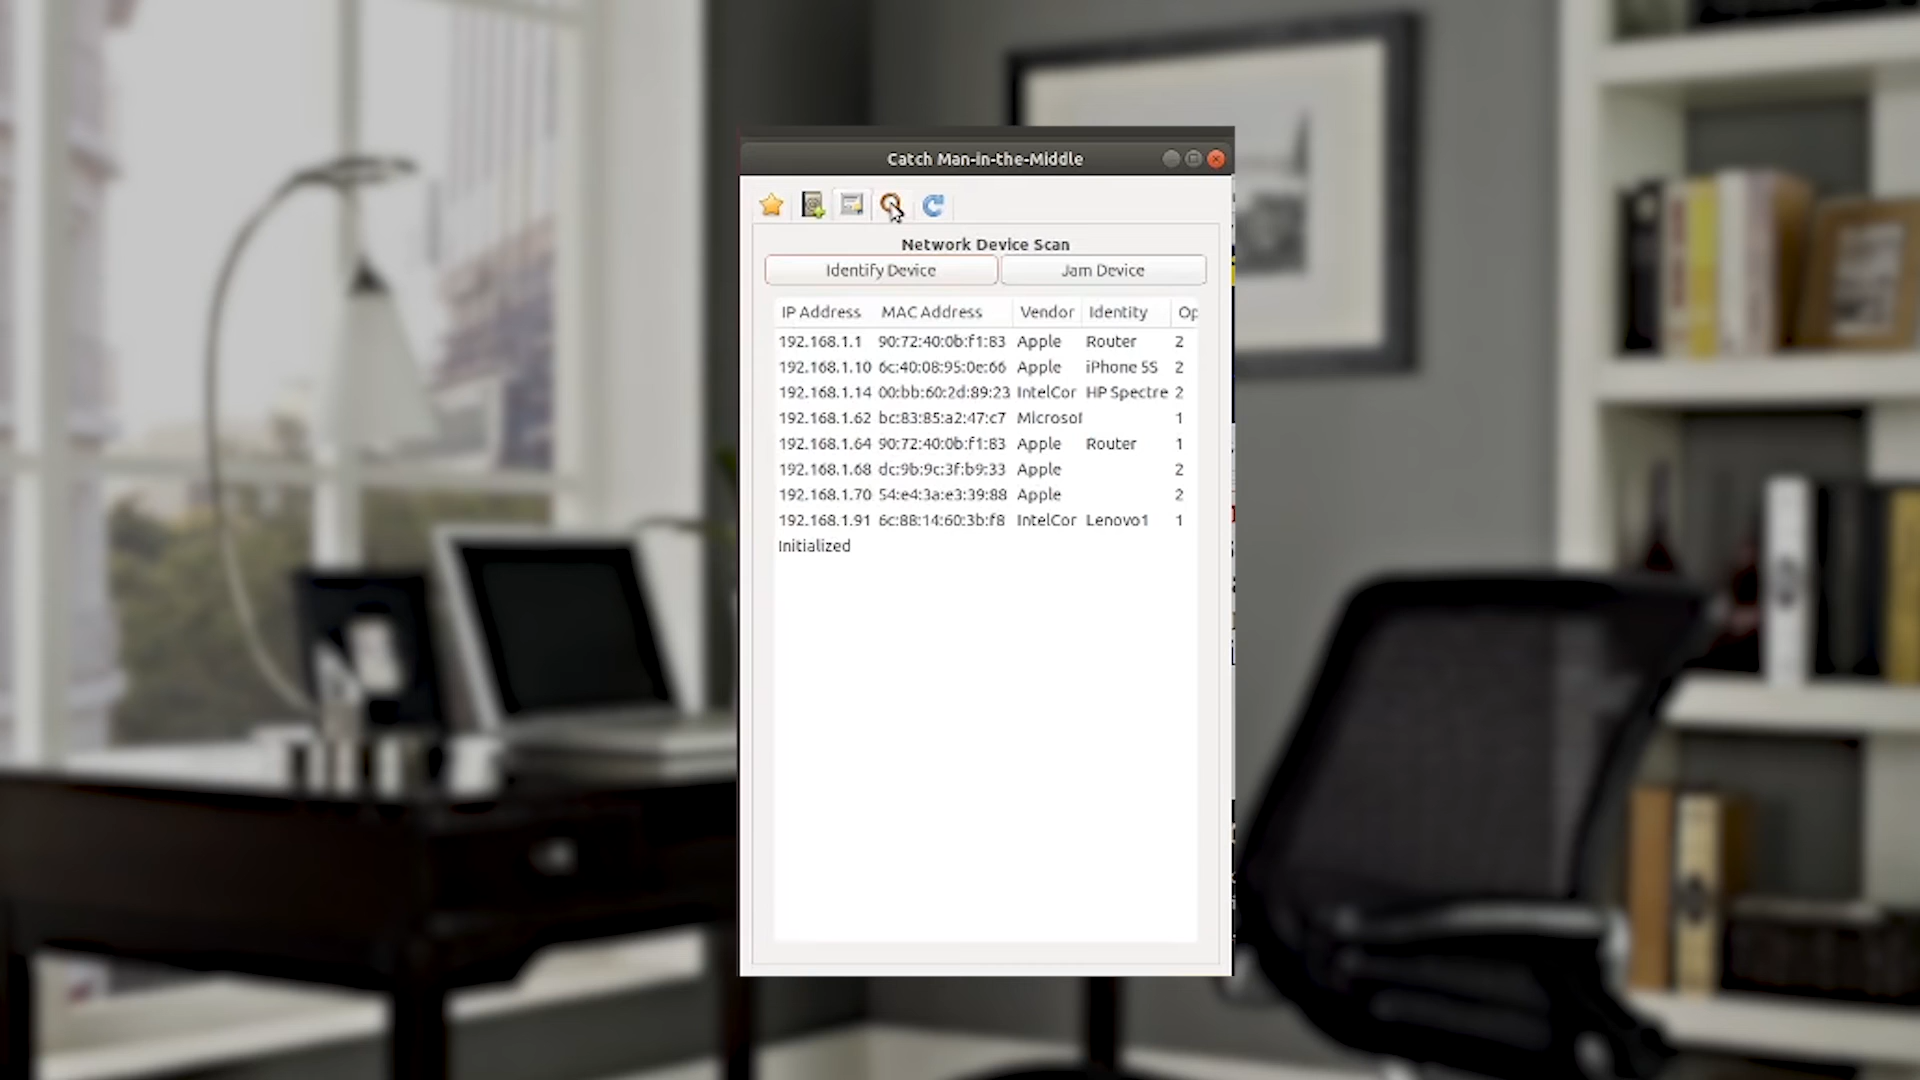 Catch Man-in-the-Middle
Network Device Scan
Identify Device Jam Device
IP Address MAC Address Vendor Identity Op
192.168.1.1 90:72:40:0b:f1:83 Apple Router 2
192.168.1.10 6c:40:08:95:0e:66 Apple iPhone 5S 2
192.168.1.14 00:bb:60:2d:89:23 IntelCor HP Spectre 2
192.168.1.62 bc:83:85:a2:47:c7 Microsof 1
192.168.1.64 90:72:40:0b:f1:83 Apple Router 1
192.168.1.68 dc:9b:9c:3f:b9:33 Apple 2
192.168.1.70 54:e4:3a:e3:39:88 Apple 2
192.168.1.91 6c:88:14:60:3b:f8 IntelCor Lenovo1 1
Initialized